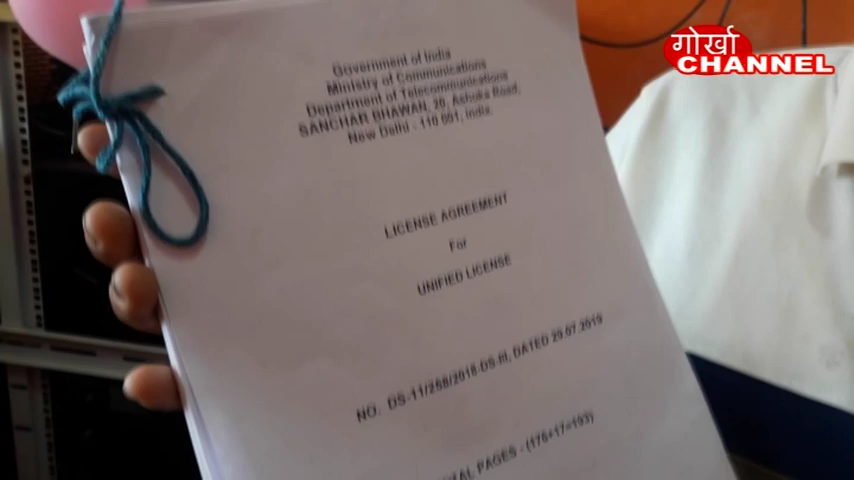 गोर्खा
CHANNEL
Government of India
Ministry of Communications
Department of Telecommunications
SANCHAR BHAWAN, 20, Ashoka Road,
New Delhi - 110 001, India.
LICENSE AGREEMENT
For
UNIFIED LICENSE
NO. DS-11/258/2018-DS-III, DATED 29.07.2019
PAGES - (176+17=193)